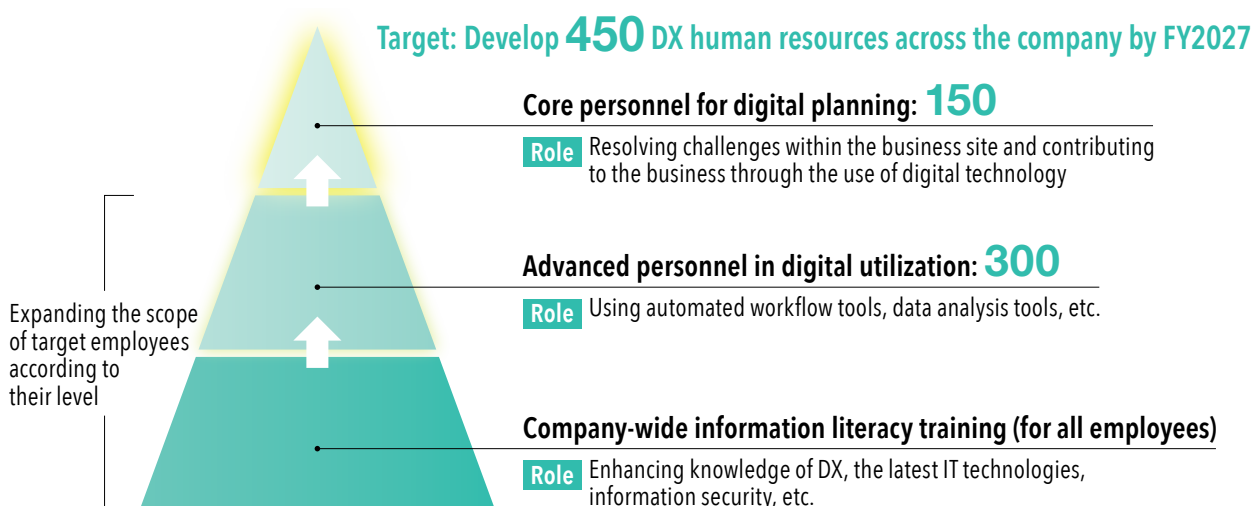 Target: Develop 450 DX human resources across the company by FY2027
Core personnel for digital planning: 150
Role Resolving challenges within the business site and contributing
to the business through the use of digital technology
Advanced personnel in digital utilization: 300
Role Using automated workflow tools, data analysis tools, etc.
Expanding the scope
of target employees
according to
their level
Company-wide information literacy training (for all employees)
Role Enhancing knowledge of DX, the latest IT technologies,
information security, etc.